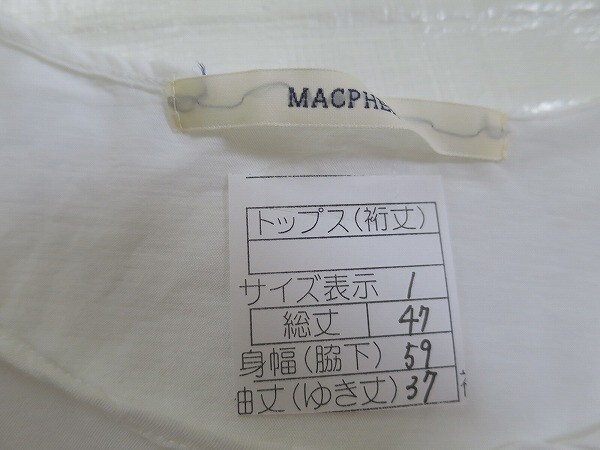 MACPHE
トップス(裄丈)
サイズ表示 1
総丈 47
身幅(脇下) 59
丈(ゆき丈) 37